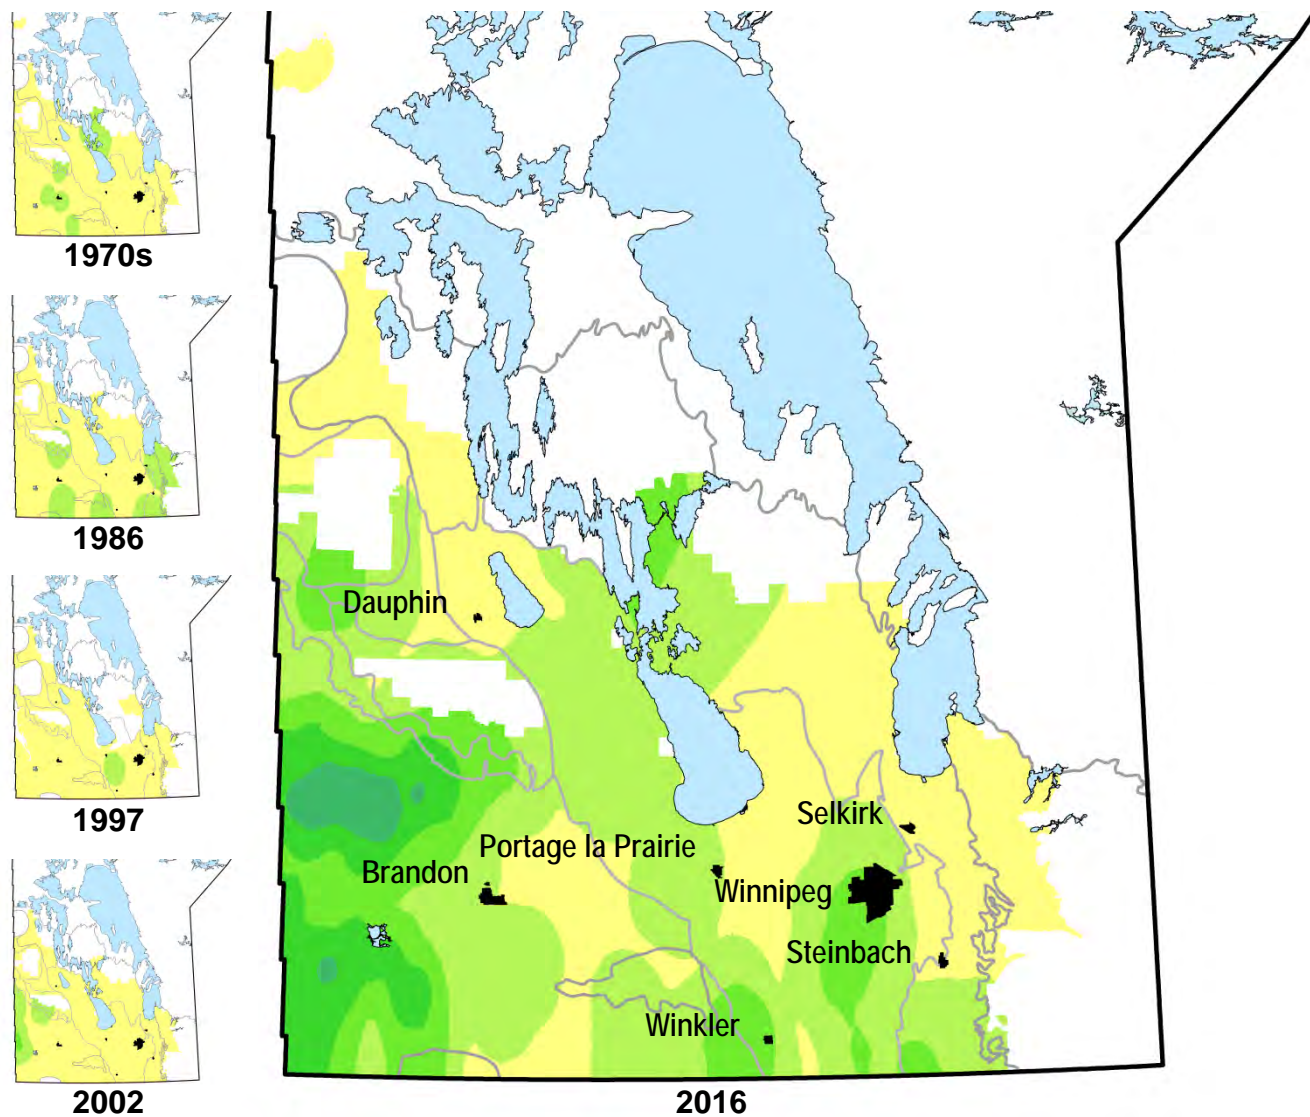 1970s
1986
1997
2002
Dauphin
Selkirk
Portage la Prairie
Brandon
Winnipeg
Steinbach
Winkler
2016